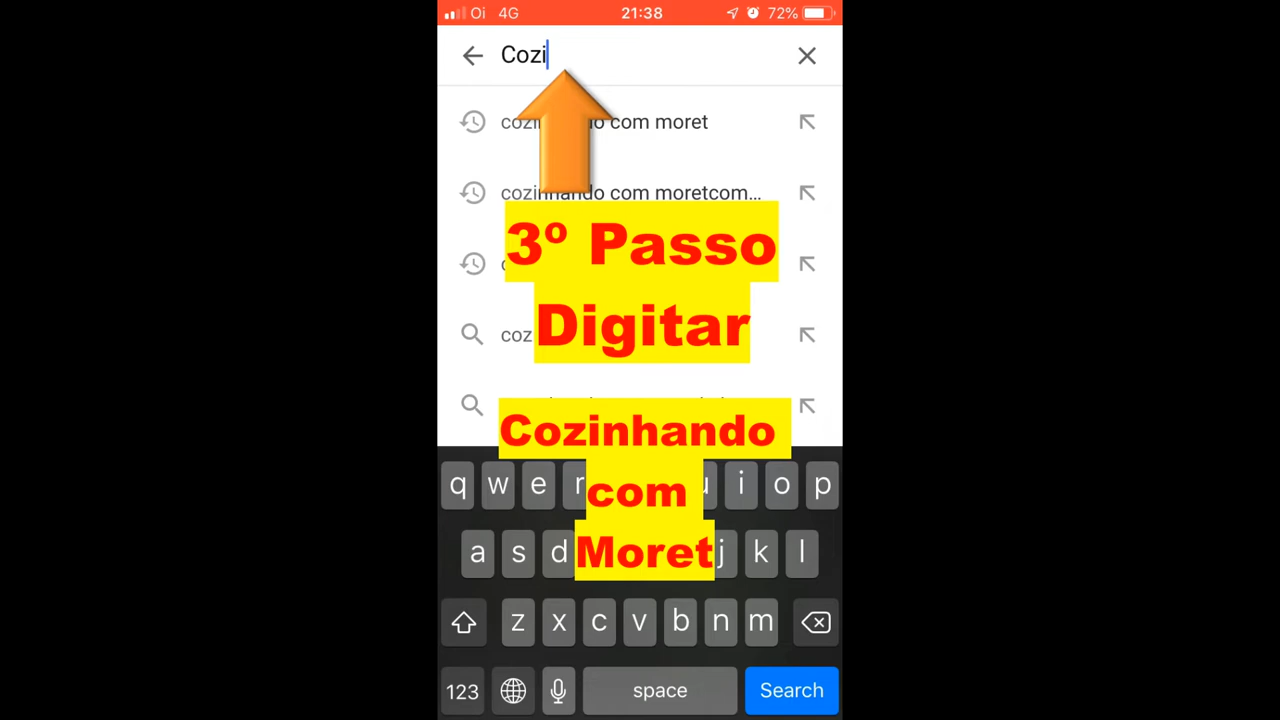 Oi 4G 21:38 72%
Cozi
com moret
cozinhando com moretcom...
3º Passo
Digitar
coz
Cozinhando
com
Moret
q w e r u i o p
a s d j k l
z x c v b n m
123 space Search